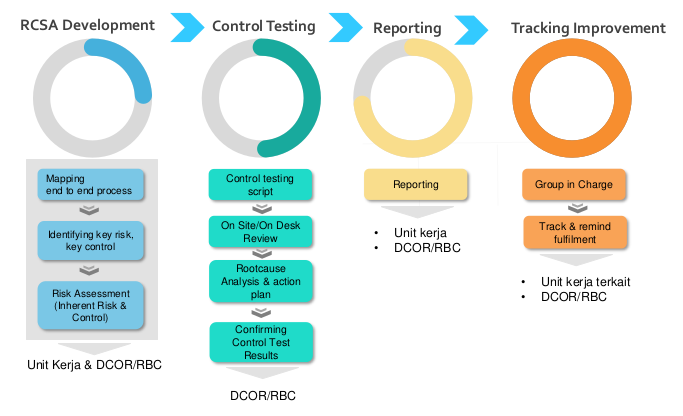 RCSA Development
Control Testing
Reporting
Tracking Improvement
Mapping
end to end process
Identifying key risk,
key control
Risk Assessment
(Inherent Risk &
Control)
Unit Kerja & DCOR/RBC
Control testing
script
On Site/On Desk
Review
Rootcause
Analysis & action
plan
Confirming
Control Test
Results
DCOR/RBC
Reporting
• Unit kerja
• DCOR/RBC
Group in Charge
Track & remind
fulfilment
• Unit kerja terkait
• DCOR/RBC